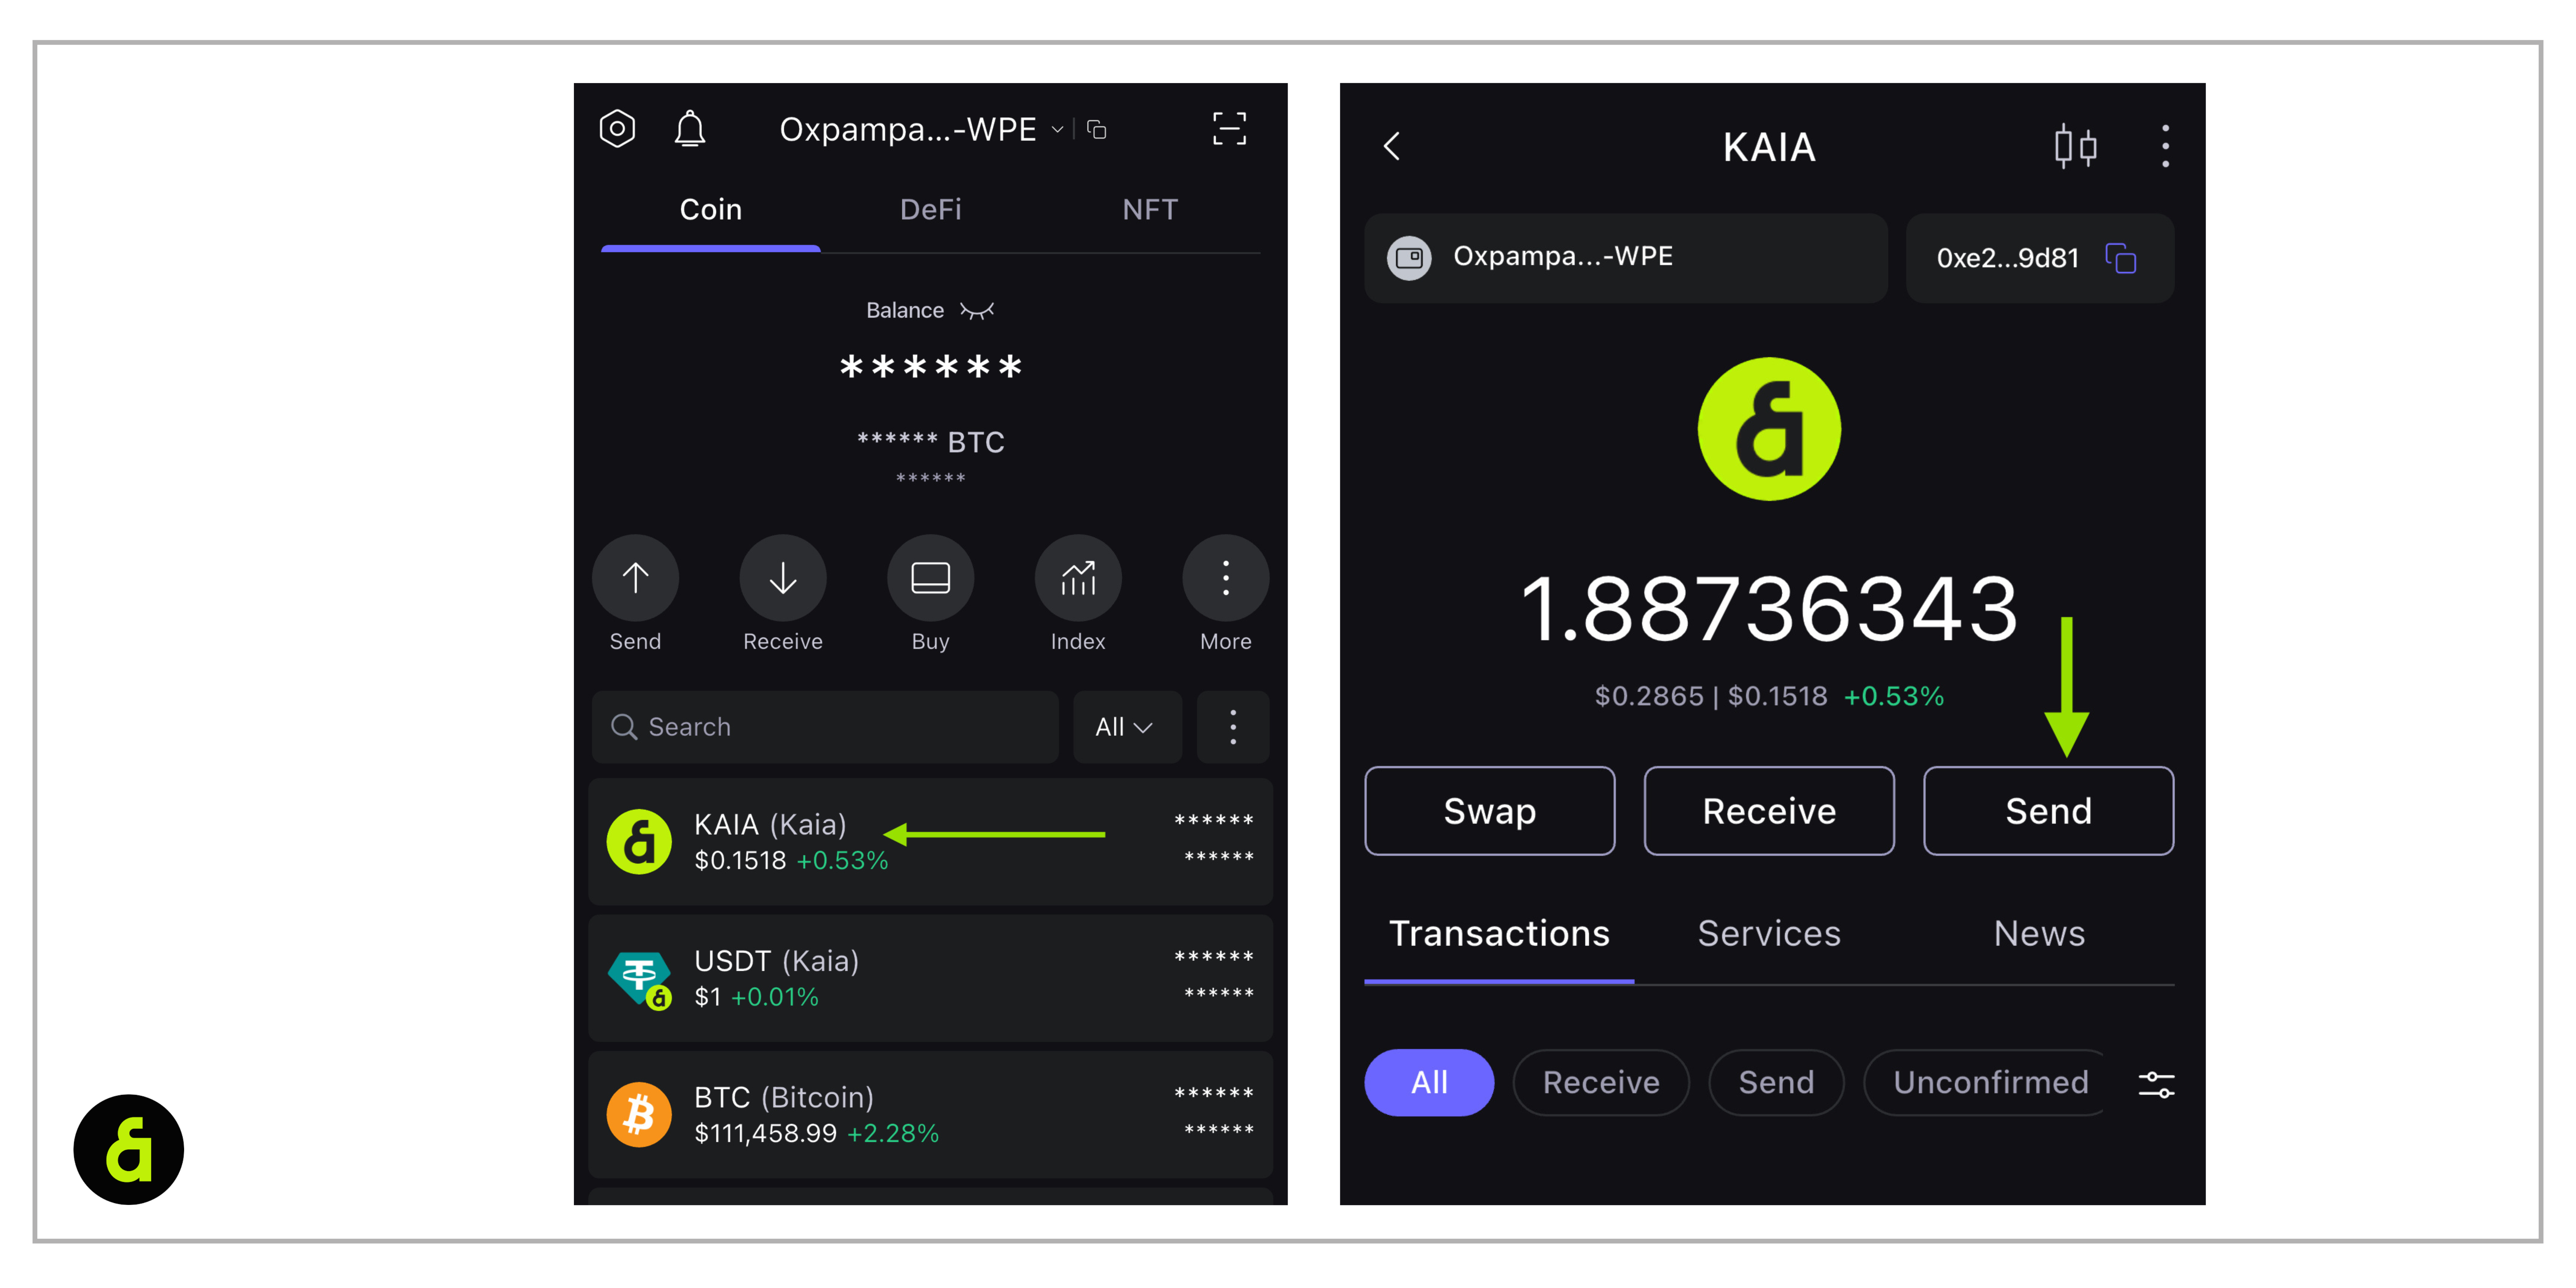 Oxpampa...-WPE
Coin DeFi NFT
Balance
******
****** BTC
******
Send Receive Buy Index More
Search All
KAIA (Kaia) ******
$0.1518 +0.53% ******
USDT (Kaia) ******
$1 +0.01% ******
BTC (Bitcoin) ******
$111,458.99 +2.28% ******
KAIA
Oxpampa...-WPE 0xe2...9d81
1.88736343
$0.2865 | $0.1518 +0.53%
Swap Receive Send
Transactions Services News
All Receive Send Unconfirmed